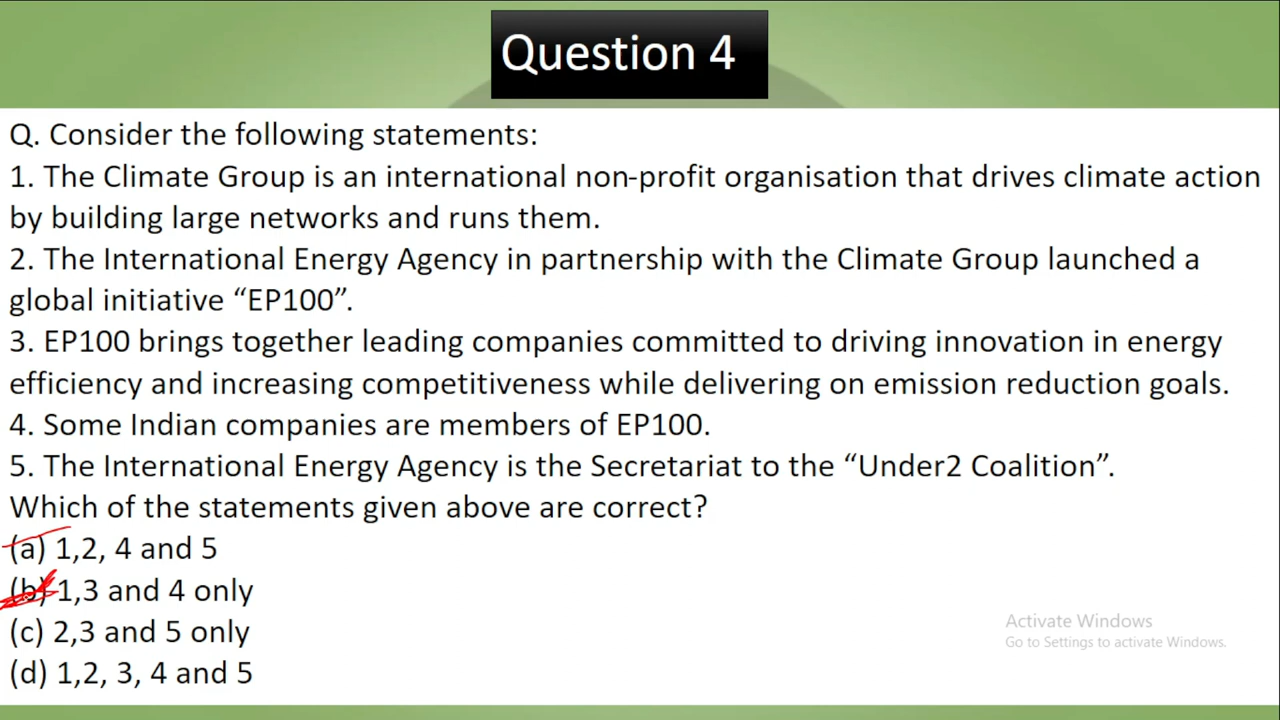 Question 4
Q. Consider the following statements:
1. The Climate Group is an international non-profit organisation that drives climate action
by building large networks and runs them.
2. The International Energy Agency in partnership with the Climate Group launched a
global initiative “EP100”.
3. EP100 brings together leading companies committed to driving innovation in energy
efficiency and increasing competitiveness while delivering on emission reduction goals.
4. Some Indian companies are members of EP100.
5. The International Energy Agency is the Secretariat to the “Under2 Coalition”.
Which of the statements given above are correct?
(a) 1,2, 4 and 5
(b) 1,3 and 4 only
(c) 2,3 and 5 only
(d) 1,2, 3, 4 and 5
Activate Windows
Go to Settings to activate Windows.